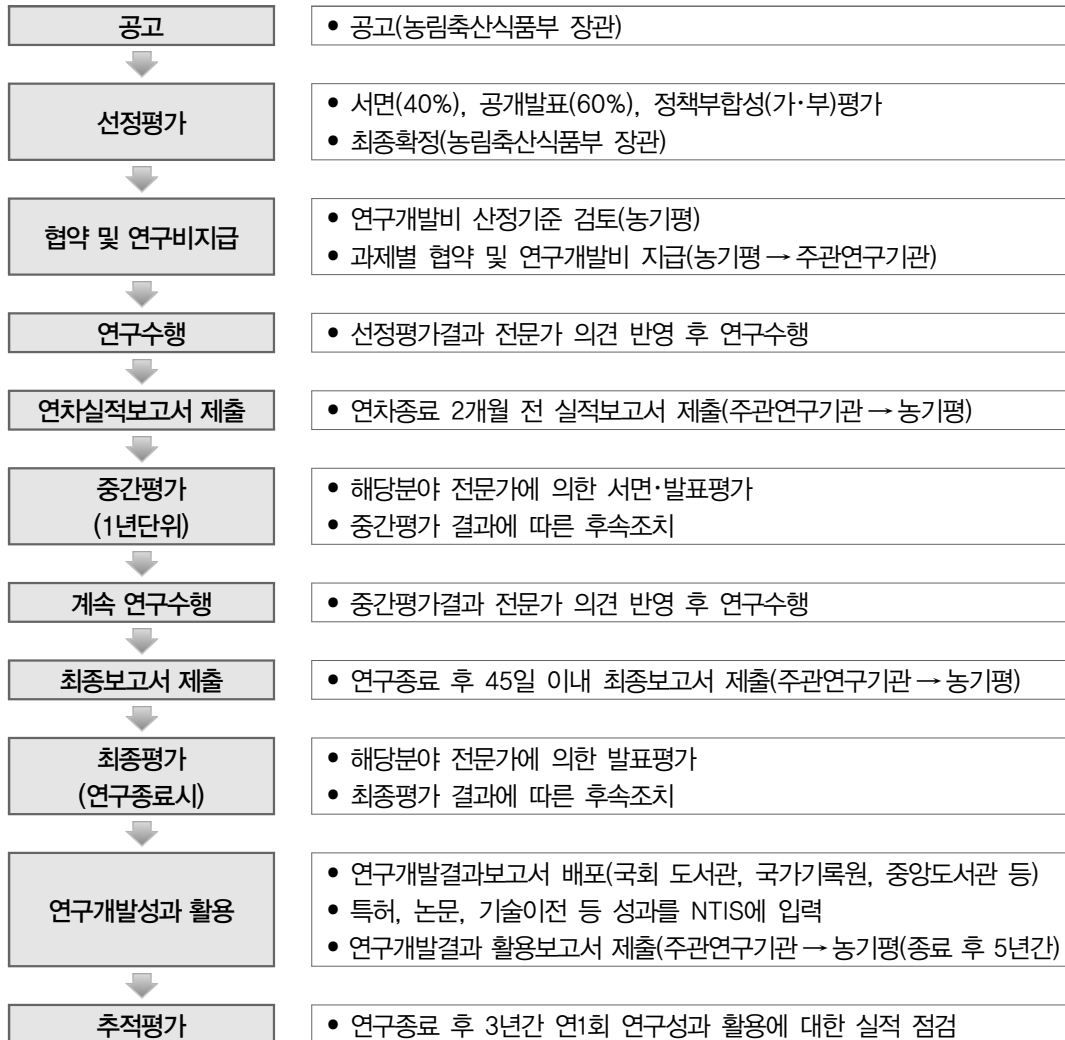 공고
• 공고(농림축산식품부 장관)
선정평가
• 서면(40%), 공개발표(60%), 정책부합성(가·부)평가
• 최종확정(농림축산식품부 장관)
협약 및 연구비지급
• 연구개발비 산정기준 검토(농기평)
• 과제별 협약 및 연구개발비 지급(농기평→주관연구기관)
연구수행
• 선정평가결과 전문가 의견 반영 후 연구수행
연차실적보고서 제출
• 연차종료 2개월 전 실적보고서 제출(주관연구기관→농기평)
중간평가
(1년단위)
• 해당분야 전문가에 의한 서면·발표평가
• 중간평가 결과에 따른 후속조치
계속 연구수행
• 중간평가결과 전문가 의견 반영 후 연구수행
최종보고서 제출
• 연구종료 후 45일 이내 최종보고서 제출(주관연구기관→농기평)
최종평가
(연구종료시)
• 해당분야 전문가에 의한 발표평가
• 최종평가 결과에 따른 후속조치
연구개발성과 활용
• 연구개발결과보고서 배포(국회 도서관, 국가기록원, 중앙도서관 등)
• 특허, 논문, 기술이전 등 성과를 NTIS에 입력
• 연구개발결과 활용보고서 제출(주관연구기관→농기평(종료 후 5년간)
추적평가
• 연구종료 후 3년간 연1회 연구성과 활용에 대한 실적 점검